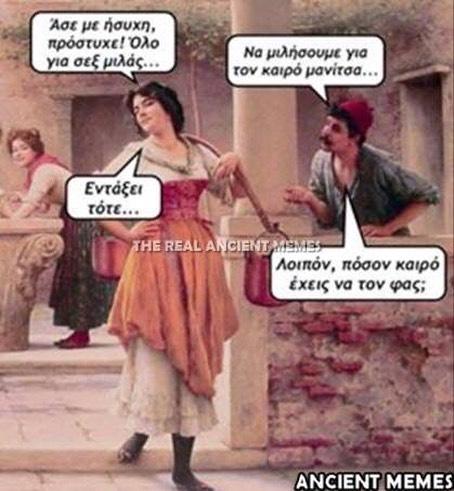 Άσε με ήσυχη,
πρόστυχε! Όλο
για σεξ μιλάς...
Να μιλήσουμε για
τον καιρό μανίτσα...
Εντάξει
τότε...
Λοιπόν, πόσον καιρό
έχεις να τον φας;
THE REAL ANCIENT MEMES
ANCIENT MEMES